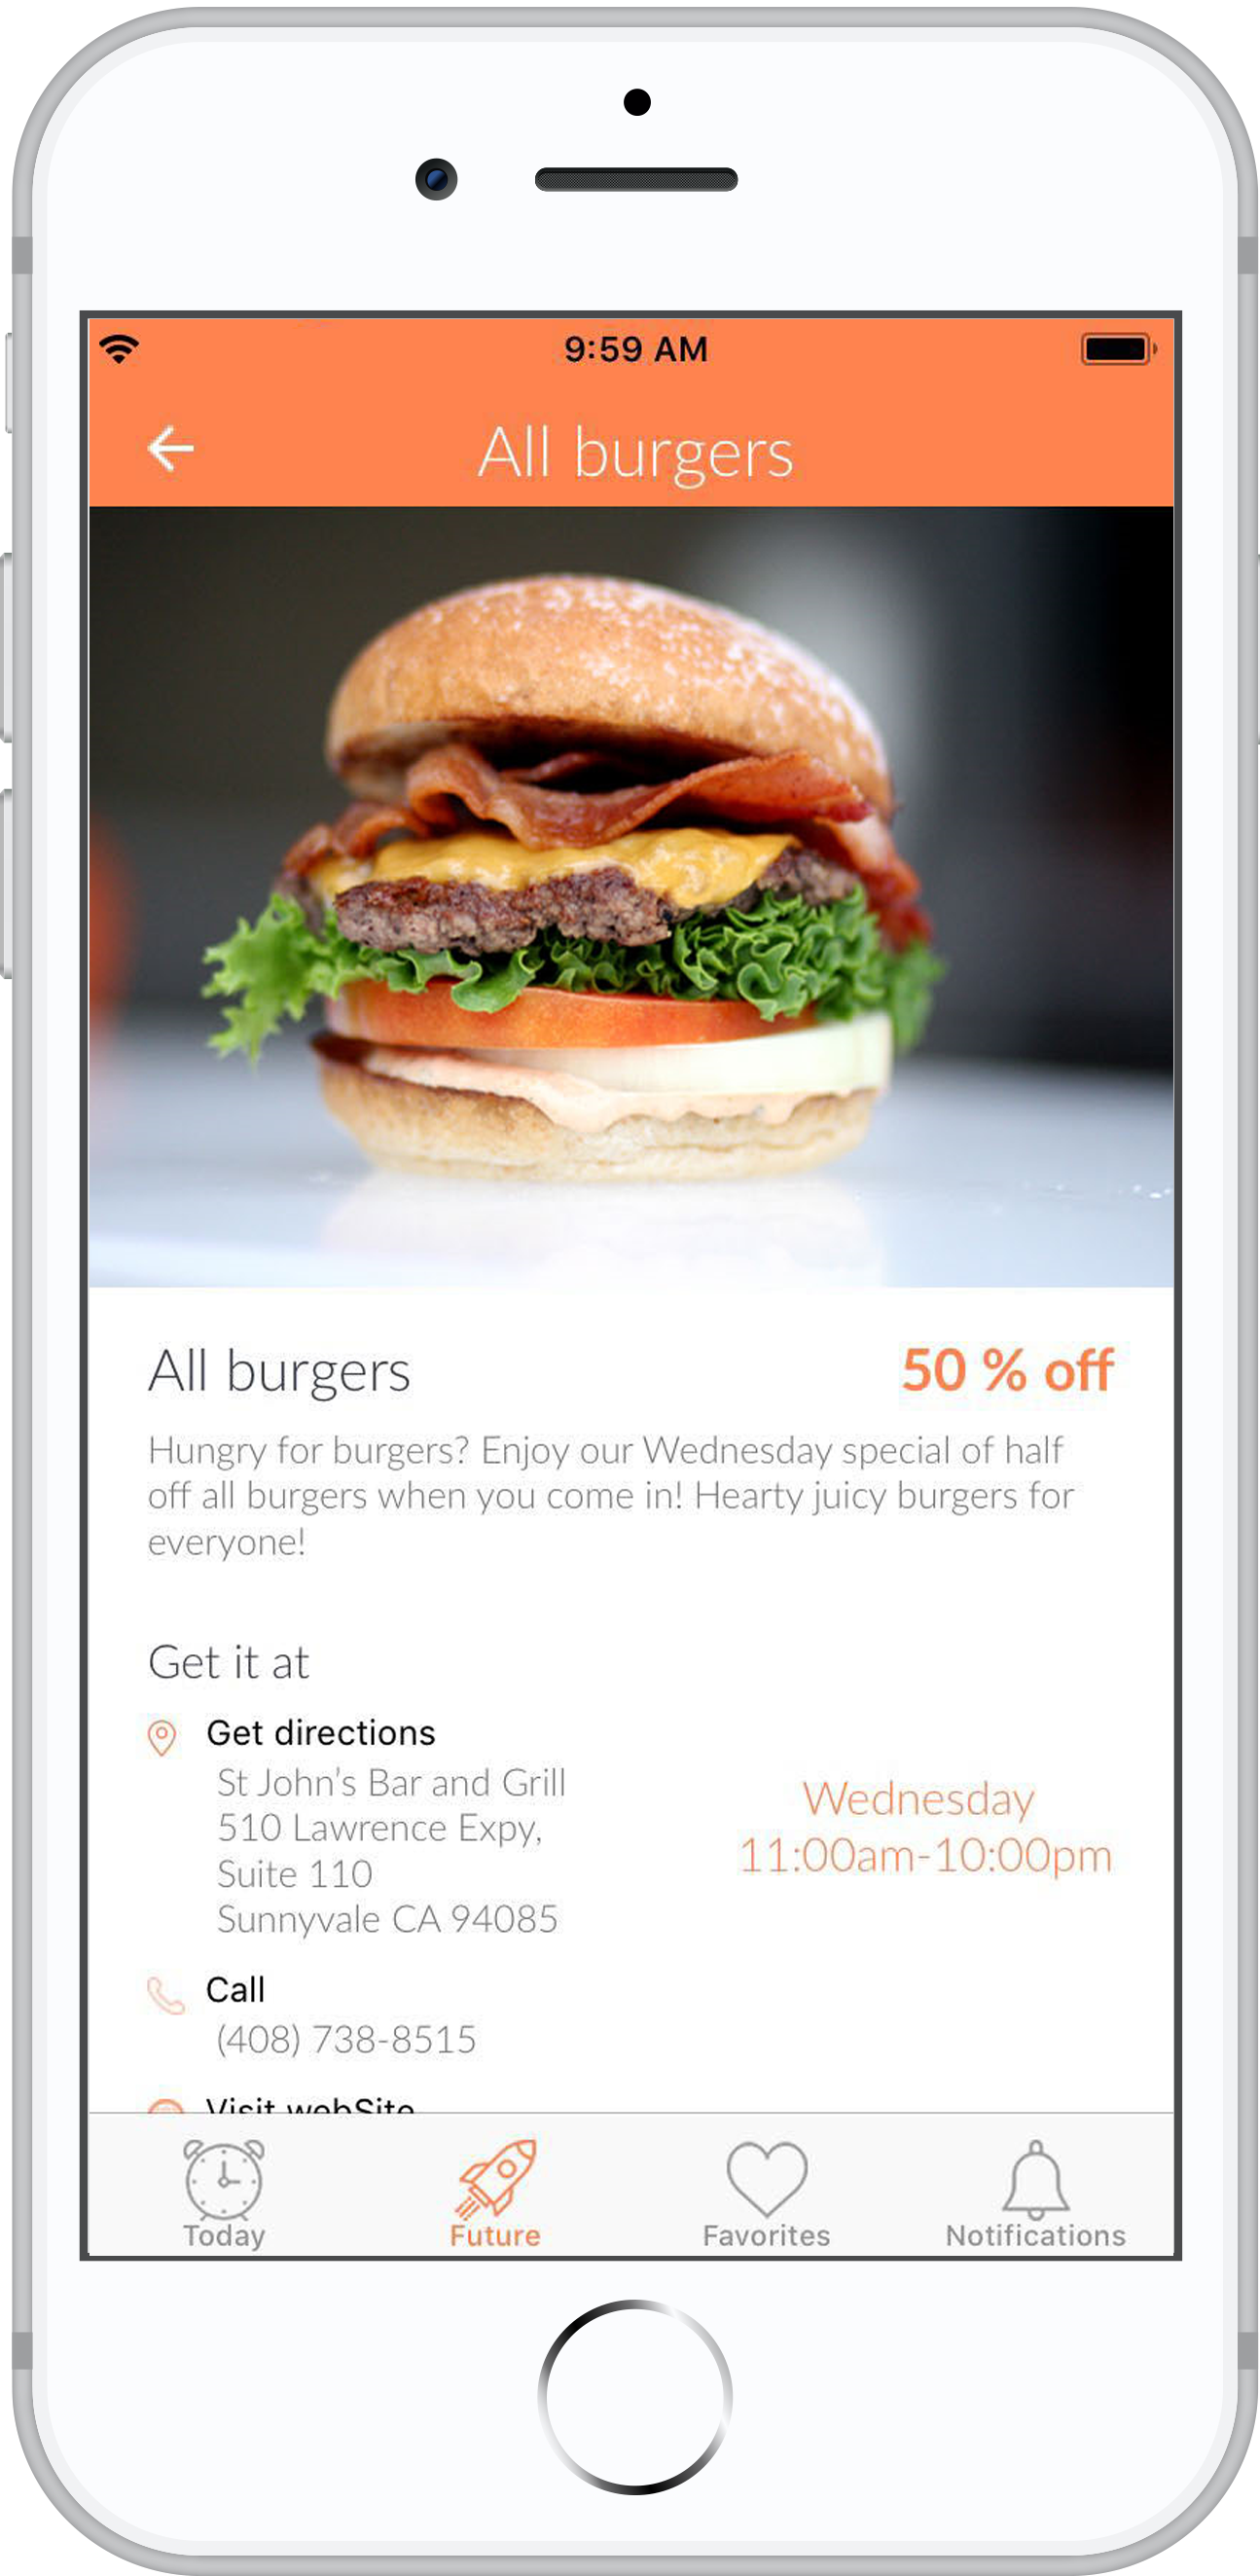 9:59 AM
All burgers
All burgers
50 % off
Hungry for burgers? Enjoy our Wednesday special of half
off all burgers when you come in! Hearty juicy burgers for
everyone!
Get it at
Get directions
St John's Bar and Grill
510 Lawrence Expy,
Suite 110
Sunnyvale CA 94085
Wednesday
11:00am-10:00pm
Call
(408) 738-8515
Visit webSite
Today
Future
Favorites
Notifications